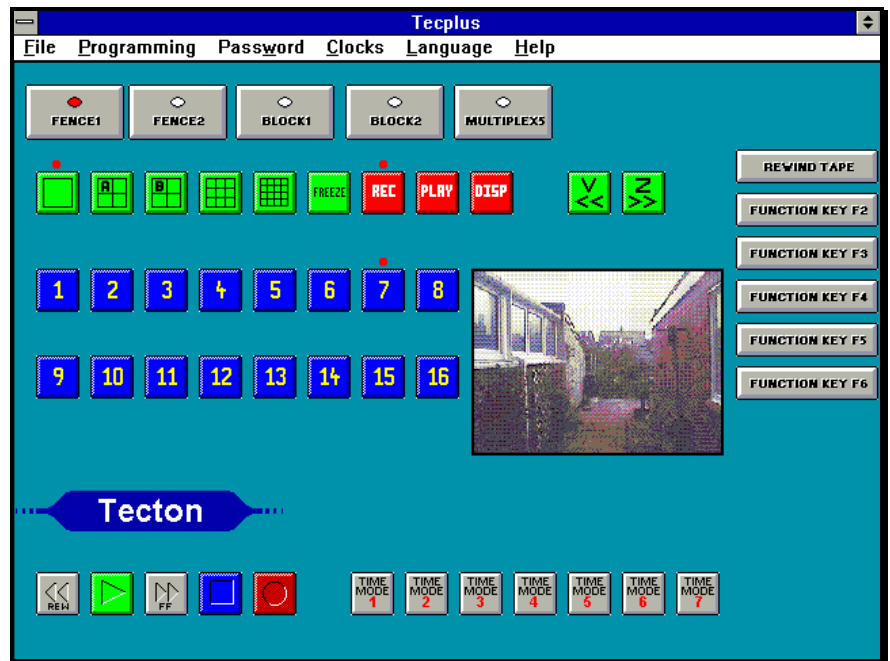 Tecplus
File Programming Password Clocks Language Help
FENCE1 FENCE2 BLOCK1 BLOCK2 MULTIPLEX5
REWIND TAPE
A B FREEZE REC PLAY DISP V << Z >>
FUNCTION KEY F2
FUNCTION KEY F3
1 2 3 4 5 6 7 8
FUNCTION KEY F4
FUNCTION KEY F5
9 10 11 12 13 14 15 16
FUNCTION KEY F6
Tecton
REW FF TIME MODE 1 TIME MODE 2 TIME MODE 3 TIME MODE 4 TIME MODE 5 TIME MODE 6 TIME MODE 7